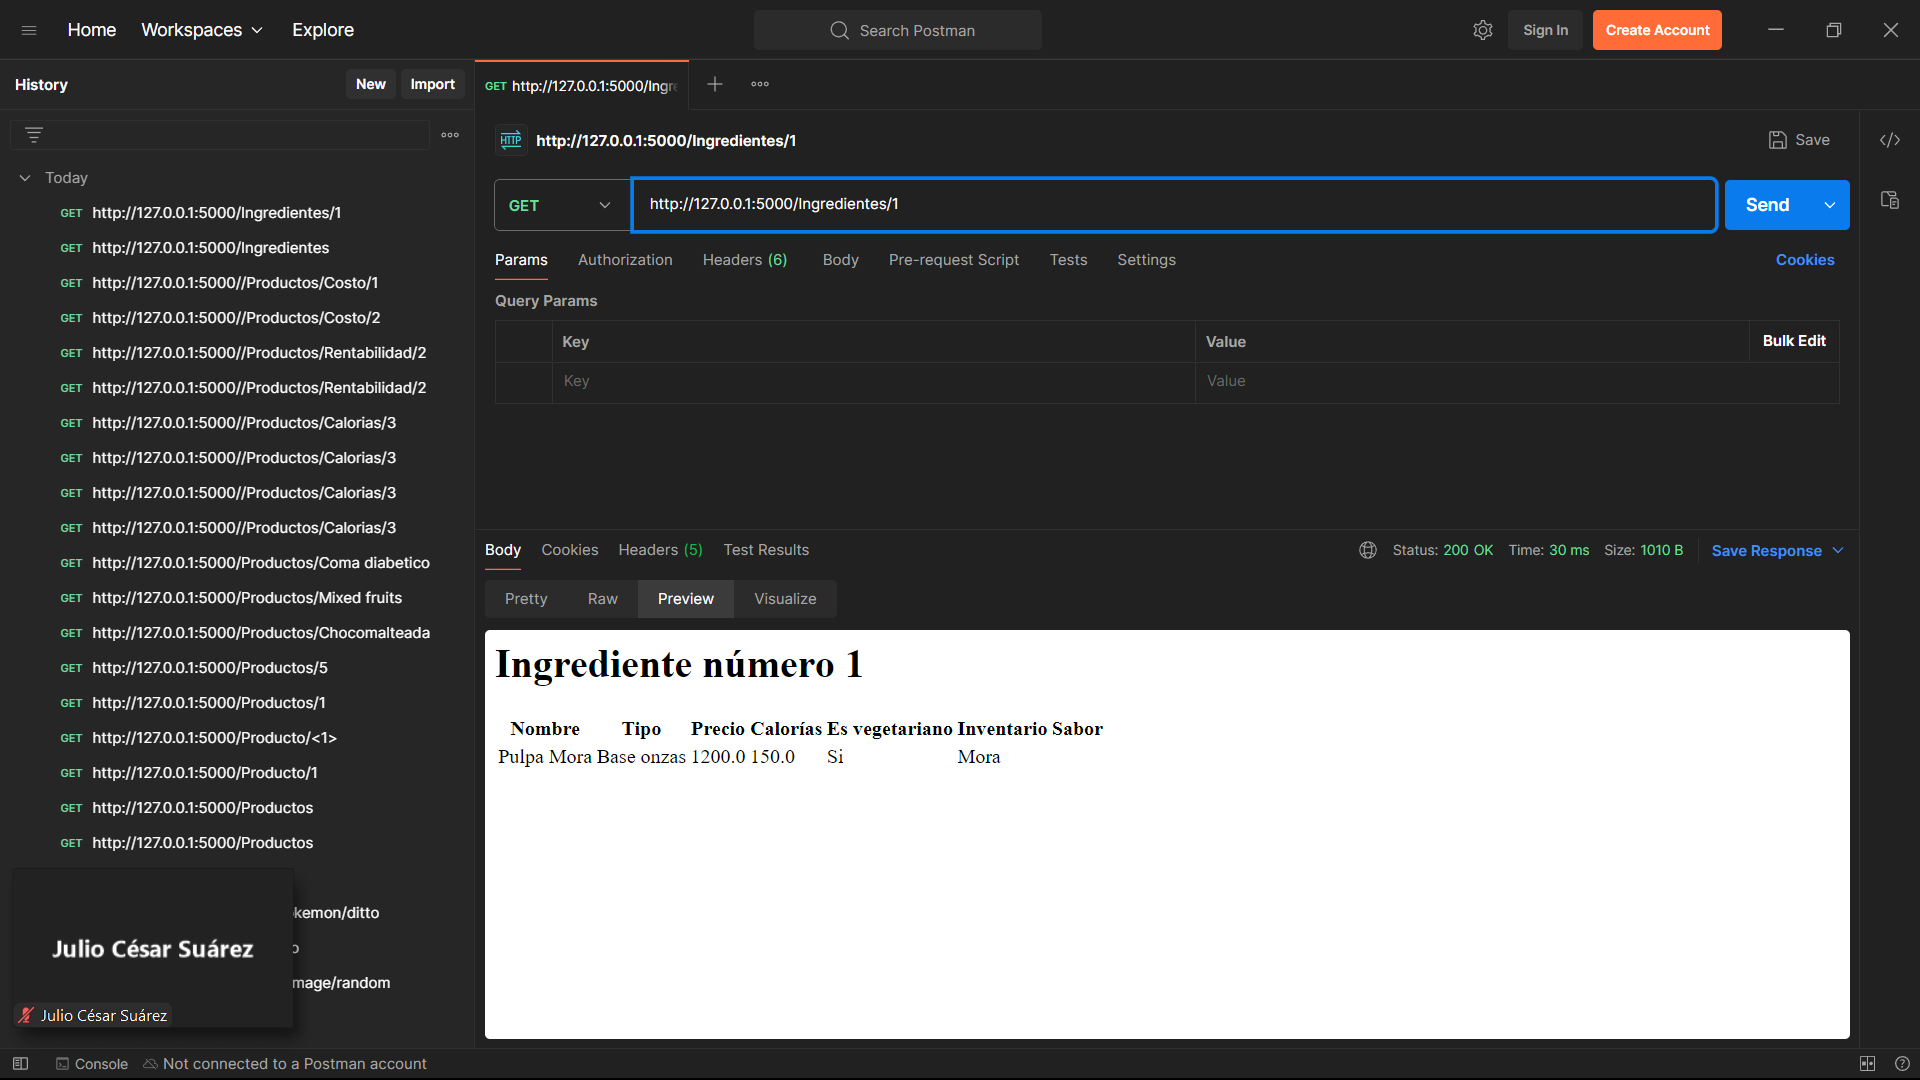 Home Workspaces Explore
Search Postman
Sign In Create Account
History New Import
GET http://127.0.0.1:5000/Ingre
Today
GET http://127.0.0.1:5000/Ingredientes/1
GET http://127.0.0.1:5000/Ingredientes
GET http://127.0.0.1:5000//Productos/Costo/1
GET http://127.0.0.1:5000//Productos/Costo/2
GET http://127.0.0.1:5000//Productos/Rentabilidad/2
GET http://127.0.0.1:5000//Productos/Rentabilidad/2
GET http://127.0.0.1:5000//Productos/Calorias/3
GET http://127.0.0.1:5000//Productos/Calorias/3
GET http://127.0.0.1:5000//Productos/Calorias/3
GET http://127.0.0.1:5000//Productos/Calorias/3
GET http://127.0.0.1:5000/Productos/Coma diabetico
GET http://127.0.0.1:5000/Productos/Mixed fruits
GET http://127.0.0.1:5000/Productos/Chocomalteada
GET http://127.0.0.1:5000/Productos/5
GET http://127.0.0.1:5000/Productos/1
GET http://127.0.0.1:5000/Producto/<1>
GET http://127.0.0.1:5000/Producto/1
GET http://127.0.0.1:5000/Productos
GET http://127.0.0.1:5000/Productos
kemon/ditto
o
mage/random
Julio César Suárez
Julio César Suárez
HTTP http://127.0.0.1:5000/Ingredientes/1
Save </>
GET http://127.0.0.1:5000/Ingredientes/1 Send
Params Authorization Headers (6) Body Pre-request Script Tests Settings Cookies
Query Params
Key Value Bulk Edit
Key Value
Body Cookies Headers (5) Test Results
Status: 200 OK Time: 30 ms Size: 1010 B Save Response
Pretty Raw Preview Visualize
Ingrediente número 1
Nombre Tipo Precio Calorías Es vegetariano Inventario Sabor
Pulpa Mora Base onzas 1200.0 150.0 Si Mora
Console Not connected to a Postman account